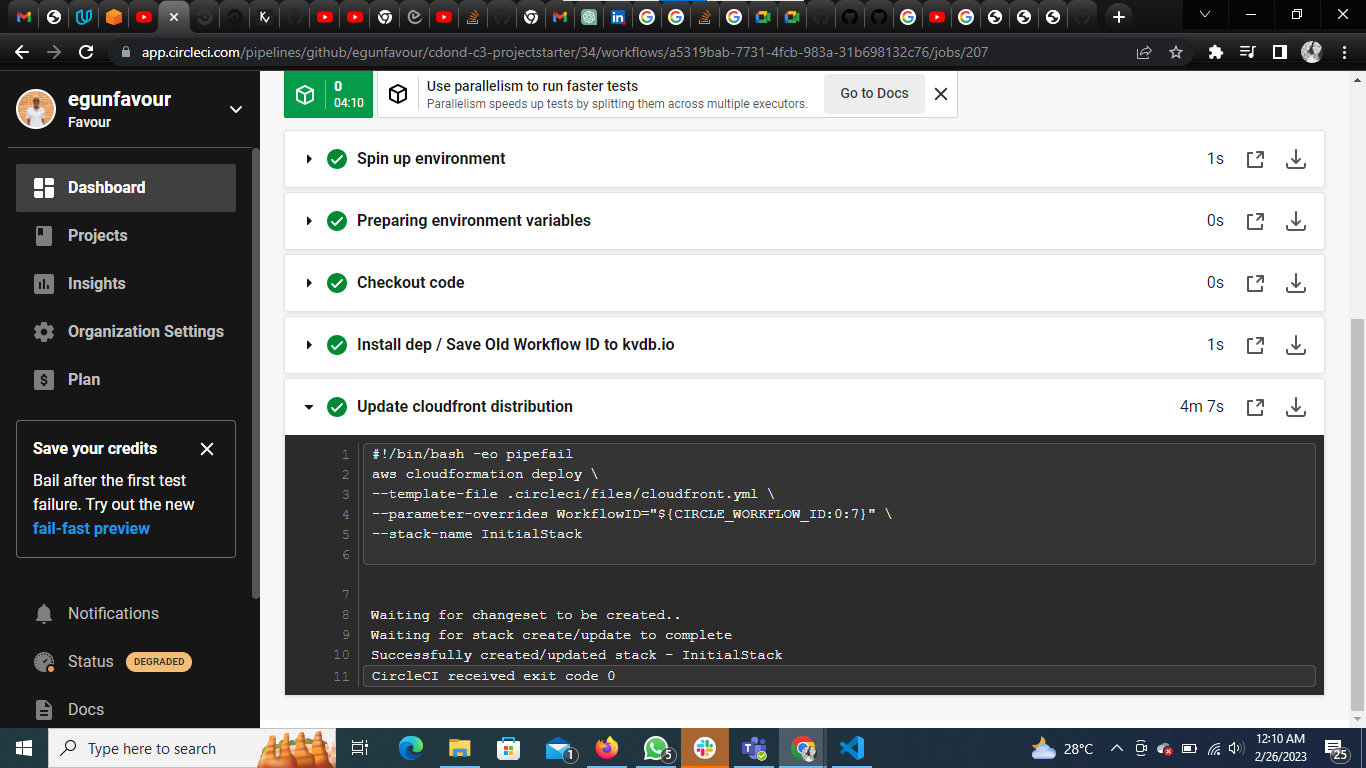 app.circleci.com/pipelines/github/egunfavour/cdond-c3-projectstarter/34/workflows/a5319bab-7731-4fcb-983a-31b698132c76/jobs/207
egunfavour
Favour
Dashboard
Projects
Insights
Organization Settings
Plan
Save your credits
Bail after the first test
failure. Try out the new
fail-fast preview
Notifications
Status DEGRADED
Docs
0
04:10
Use parallelism to run faster tests
Parallelism speeds up tests by splitting them across multiple executors.
Go to Docs
Spin up environment 1s
Preparing environment variables 0s
Checkout code 0s
Install dep / Save Old Workflow ID to kvdb.io 1s
Update cloudfront distribution 4m 7s
1 #!/bin/bash -eo pipefail
2 aws cloudformation deploy \
3 --template-file .circleci/files/cloudfront.yml \
4 --parameter-overrides WorkflowID="${CIRCLE_WORKFLOW_ID:0:7}" \
5 --stack-name InitialStack
6
7
8 Waiting for changeset to be created..
9 Waiting for stack create/update to complete
10 Successfully created/updated stack - InitialStack
11 CircleCI received exit code 0
Type here to search
1
5
28°C
12:10 AM
2/26/2023
25